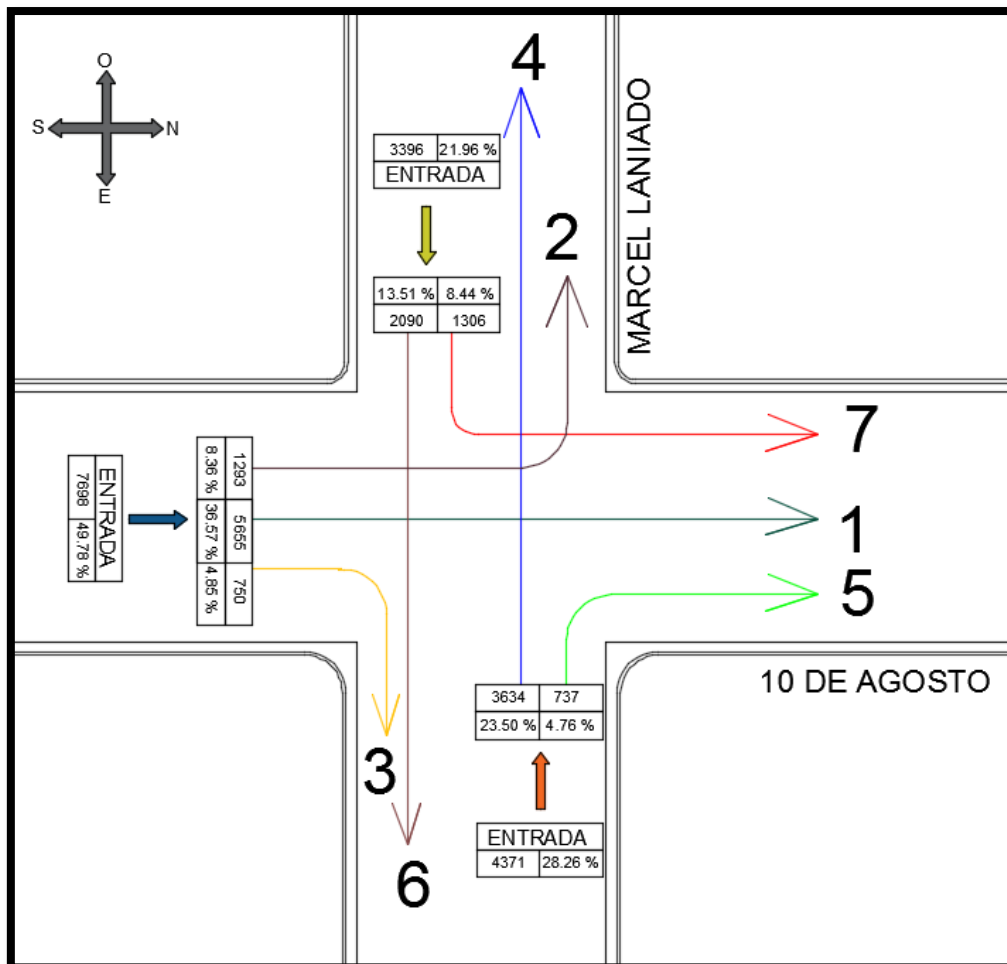 4
O
S
N
E
MARCEL LANIADO
3396 21.96 %
ENTRADA
2
13.51 % 8.44 %
2090 1306
7
ENTRADA
7698 49.78 %
1293 5655 750
8.36 % 36.57 % 4.85 %
1
5
10 DE AGOSTO
3634 737
23.50 % 4.76 %
3
ENTRADA
4371 28.26 %
6